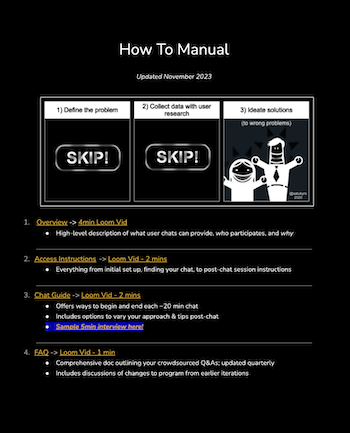 How To Manual
Updated November 2023
1) Define the problem
2) Collect data with user
research
3) Ideate solutions
(to wrong problems)
SKIP!
SKIP!
2021
1. Overview -> 4min Loom Vid
● High-level description of what user chats can provide, who participates, and why
2. Access Instructions -> Loom Vid - 2 mins
● Everything from initial set up, finding your chat, to post-chat session instructions
3. Chat Guide -> Loom Vid - 2 mins
● Offers ways to begin and end each ~20 min chat
● Includes options to vary your approach & tips post-chat
● Sample 5min interview here!
4. FAQ -> Loom Vid - 1 min
● Comprehensive doc outlining your crowdsourced Q&As; updated quarterly
● Includes discussions of changes to program from earlier iterations